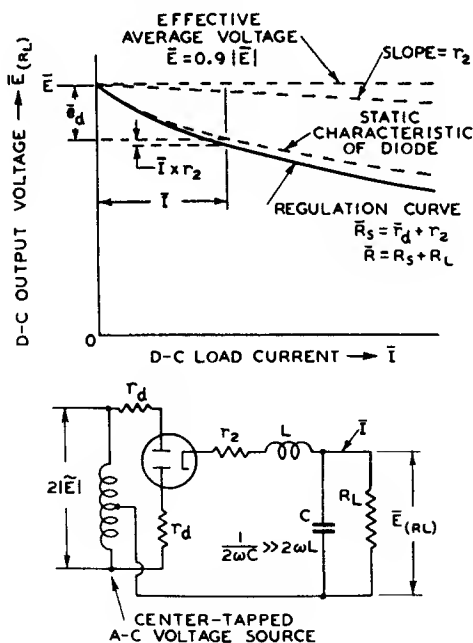 EFFECTIVE
AVERAGE VOLTAGE
Ē=0.9 |Ē|
SLOPE=r₂
D-C OUTPUT VOLTAGE → Ē(RL)
Ē
ēd
STATIC
CHARACTERISTIC
OF DIODE
Ī x r₂
Ī
REGULATION CURVE
R̄S = r̄d + r₂
R̄ = RS + RL
0
D-C LOAD CURRENT → Ī
rd
r₂
L
Ī
2|Ẽ|
rd
C
RL
Ē(RL)
1/2ωC >> 2ωL
CENTER-TAPPED
A-C VOLTAGE SOURCE